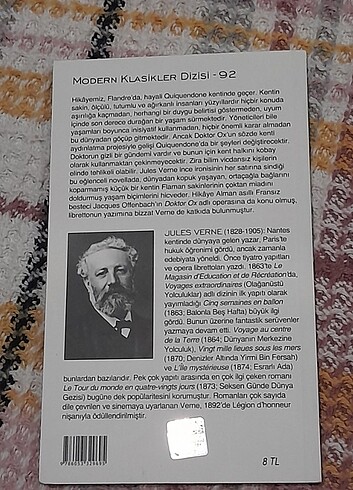 MODERN KLASİKLER DİZİSİ - 92
Hikâyemiz, Flandre'da, hayali Quiquendone kentinde geçer. Kentin
sakin, ölçülü, tutumlu ve ağırkanlı insanları yüzyıllardır hiçbir konuda
aşırılığa kaçmadan, herhangi bir duygu belirtisi göstermeden, uyum
içinde son derece durağan bir yaşam sürmektedir. Yöneticileri bile
yaşamları boyunca inisiyatif kullanmadan, hiçbir önemli karar almadan
bu dünyadan göçüp gitmektedir. Ancak Doktor Ox'un sözde kenti
aydınlatma projesiyle gelişi Quiquendone'da bir şeyleri değiştirecektir.
Doktorun gizli bir gündemi vardır ve bunun için kent halkını kobay
olarak kullanmaktan çekinmeyecektir. Zira bilim vicdansız kişilerin
elinde tehlikeli olabilir. Jules Verne ince ironisinin her satırına sindiği
bu eğlenceli novellada, dünyadan kopuk yaşayan, ortaçağla bağlarını
koparmamış küçük bir kentin Flaman sakinlerinin çoktan miadını
doldurmuş yaşam biçimlerini hicveder. Hikâye Alman asıllı Fransız
besteci Jacques Offenbach'ın Doktor Ox adlı operasına da konu olmuş,
librettonun yazımına bizzat Verne de katkıda bulunmuştur.
JULES VERNE (1828-1905): Nantes
kentinde dünyaya gelen yazar, Paris'te
hukuk öğrenimi gördü, ancak zamanla
edebiyata yöneldi. Önce tiyatro yapıtları
ve opera librettoları yazdı. 1863'te Le
Magasin d'Éducation et de Récréation'da,
Voyages extraordinaires (Olağanüstü
Yolculuklar) adlı dizinin ilk yapıtı olarak
yayımladığı Cinq semaines en ballon
(1863; Balonla Beş Hafta) büyük ilgi
gördü. Bunun üzerine fantastik serüvenler
yazmaya devam etti. Voyage au centre
de la Terre (1864; Dünyanın Merkezine
Yolculuk), Vingt mille lieues sous les mers
(1870; Denizler Altında Yirmi Bin Fersah)
ve L'île mystérieuse (1874; Esrarlı Ada)
bunlardan bazılarıdır. Pek çok yapıtı arasında en çok ilgi çeken romanı
Le Tour du monde en quatre-vingts jours (1873; Seksen Günde Dünya
Gezisi) bugüne dek popülaritesini korumuştur. Romanları çok sayıda
dile çevrilen ve sinemaya uyarlanan Verne, 1892'de Légion d'honneur
nişanıyla ödüllendirilmiştir.
8 TL